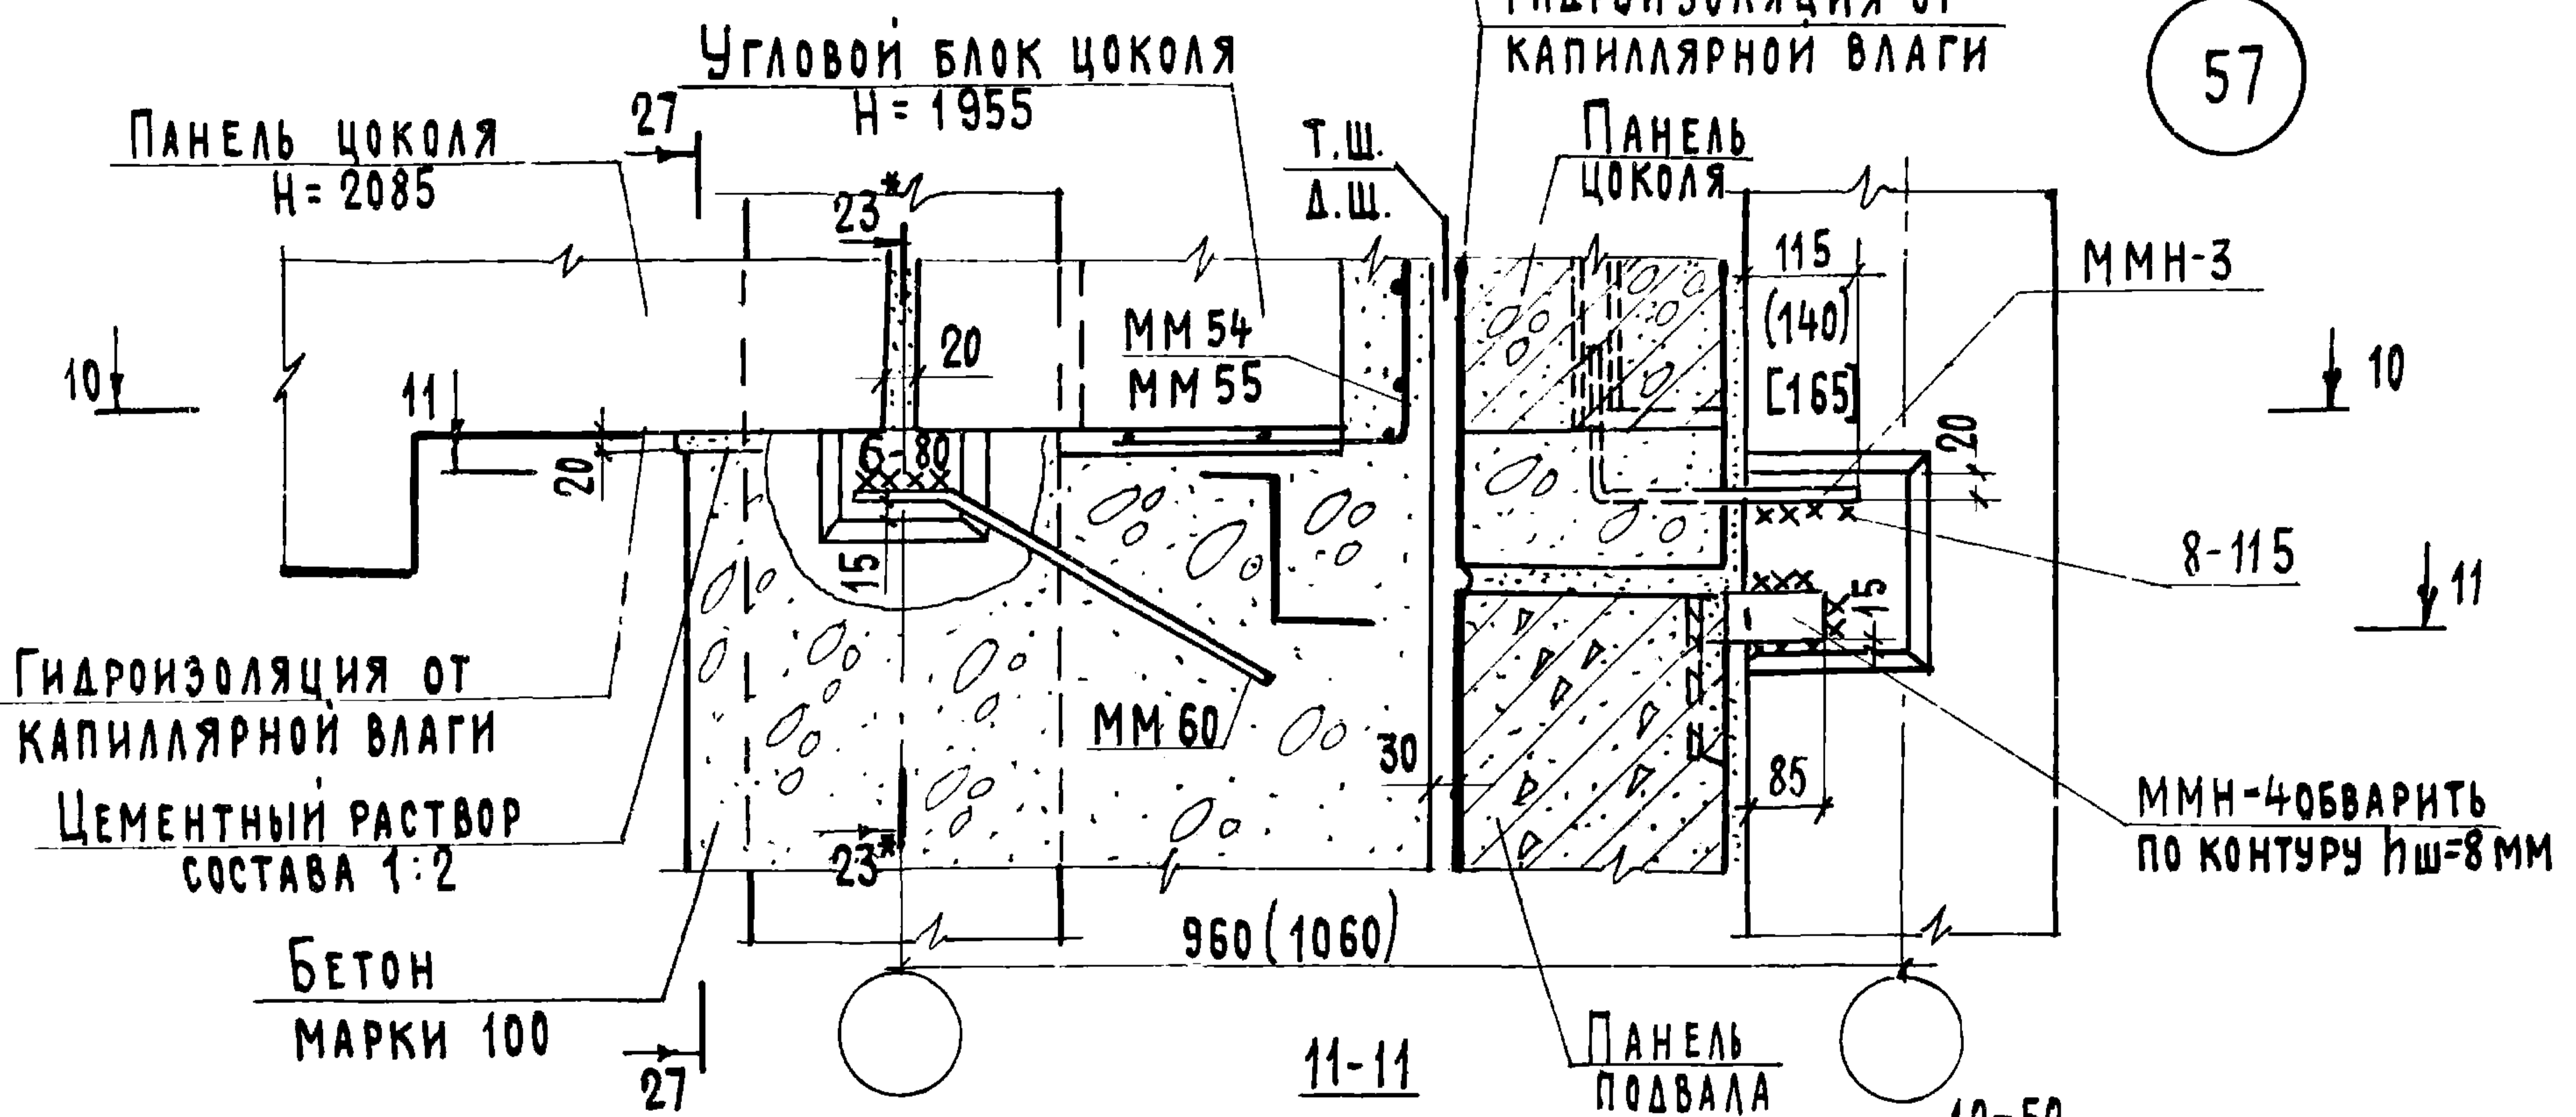 ГИДРОИЗОЛЯЦИЯ ОТ
КАПИЛЛЯРНОЙ ВЛАГИ
57
УГЛОВОЙ БЛОК ЦОКОЛЯ
Н= 1955
ПАНЕЛЬ ЦОКОЛЯ
Н= 2085
27
23*
Т.Ш.
Д.Ш.
ПАНЕЛЬ
ЦОКОЛЯ
115
(140)
[165]
ММН-3
ММ 54
ММ 55
20
10
11
20
6-80
15
10
20
8-115
11
15
ГИДРОИЗОЛЯЦИЯ ОТ
КАПИЛЛЯРНОЙ ВЛАГИ
ММ 60
30
85
ЦЕМЕНТНЫЙ РАСТВОР
СОСТАВА 1:2
23*
ММН-4 ОБВАРИТЬ
ПО КОНТУРУ hш=8 ММ
БЕТОН
МАРКИ 100
960 (1060)
27
11-11
ПАНЕЛЬ
ПОДВАЛА